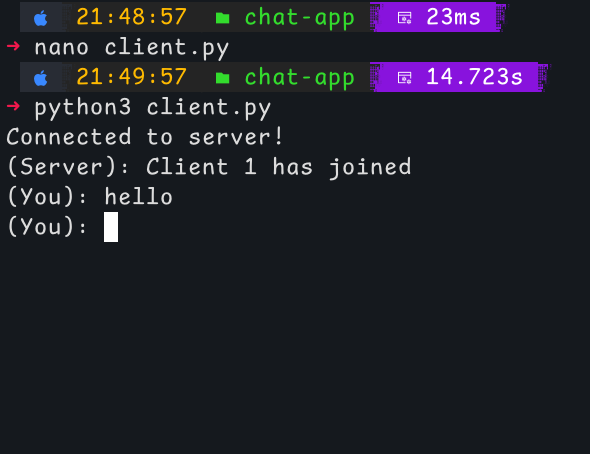 21:48:57 chat-app 23ms
→ nano client.py
21:49:57 chat-app 14.723s
→ python3 client.py
Connected to server!
(Server): Client 1 has joined
(You): hello
(You):